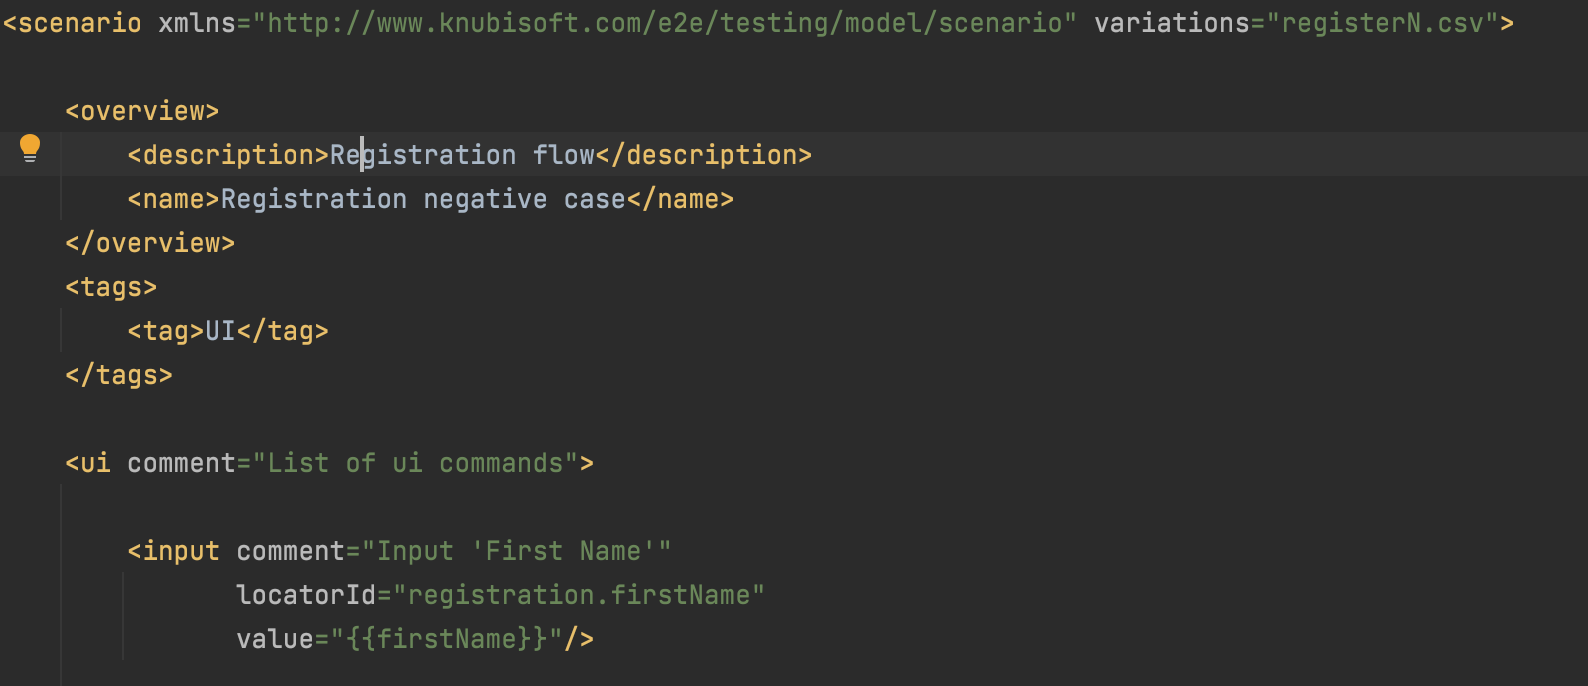 <scenario xmlns="http://www.knubisoft.com/e2e/testing/model/scenario" variations="registerN.csv">
<overview>
<description>Registration flow</description>
<name>Registration negative case</name>
</overview>
<tags>
<tag>UI</tag>
</tags>
<ui comment="List of ui commands">
<input comment="Input 'First Name'"
locatorId="registration.firstName"
value="{{firstName}}"/>